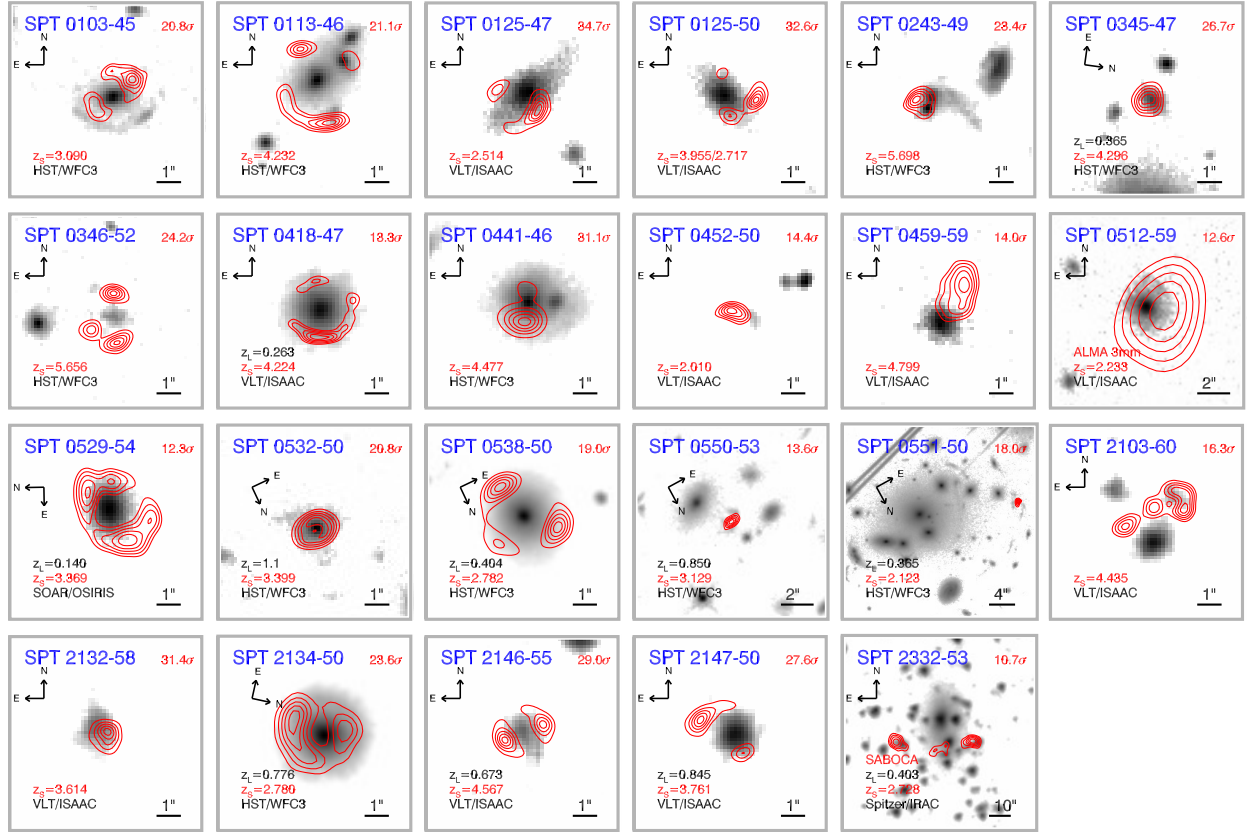 SPT 0103-45 20.8σ
N
E
z_S=3.090
HST/WFC3 1"
SPT 0113-46 21.1σ
N
E
z_S=4.232
HST/WFC3 1"
SPT 0125-47 34.7σ
N
E
z_S=2.514
VLT/ISAAC 1"
SPT 0125-50 32.6σ
N
E
z_S=3.955/2.717
VLT/ISAAC 1"
SPT 0243-49 23.4σ
N
E
z_S=5.698
HST/WFC3 1"
SPT 0345-47 26.7σ
E
N
z_L=0.365
z_S=4.296
HST/WFC3 1"
SPT 0346-52 24.2σ
N
E
z_S=5.656
HST/WFC3 1"
SPT 0418-47 13.3σ
N
E
z_L=0.263
z_S=4.224
VLT/ISAAC 1"
SPT 0441-46 31.1σ
N
E
z_S=4.477
HST/WFC3 1"
SPT 0452-50 14.4σ
N
E
z_S=2.010
VLT/ISAAC 1"
SPT 0459-59 14.0σ
N
E
z_S=4.799
VLT/ISAAC 1"
SPT 0512-59 12.6σ
N
E
ALMA 3mm
z_S=2.233
VLT/ISAAC 2"
SPT 0529-54 12.3σ
N
E
z_L=0.140
z_S=3.369
SOAR/OSIRIS 1"
SPT 0532-50 20.8σ
E
N
z_L=1.1
z_S=3.399
HST/WFC3 1"
SPT 0538-50 19.0σ
E
N
z_L=0.404
z_S=2.782
HST/WFC3 1"
SPT 0550-53 13.6σ
E
N
z_L=0.850
z_S=3.129
HST/WFC3 2"
SPT 0551-50 18.0σ
E
N
z_L=0.365
z_S=2.123
HST/WFC3 4"
SPT 2103-60 16.3σ
N
E
z_S=4.435
VLT/ISAAC 1"
SPT 2132-58 31.4σ
N
E
z_S=3.614
VLT/ISAAC 1"
SPT 2134-50 23.6σ
E
N
z_L=0.776
z_S=2.780
HST/WFC3 1"
SPT 2146-55 29.0σ
N
E
z_L=0.673
z_S=4.567
VLT/ISAAC 1"
SPT 2147-50 27.6σ
N
E
z_L=0.845
z_S=3.761
VLT/ISAAC 1"
SPT 2332-53 10.7σ
N
E
SABOCA
z_L=0.403
z_S=2.728
Spitzer/IRAC 10"